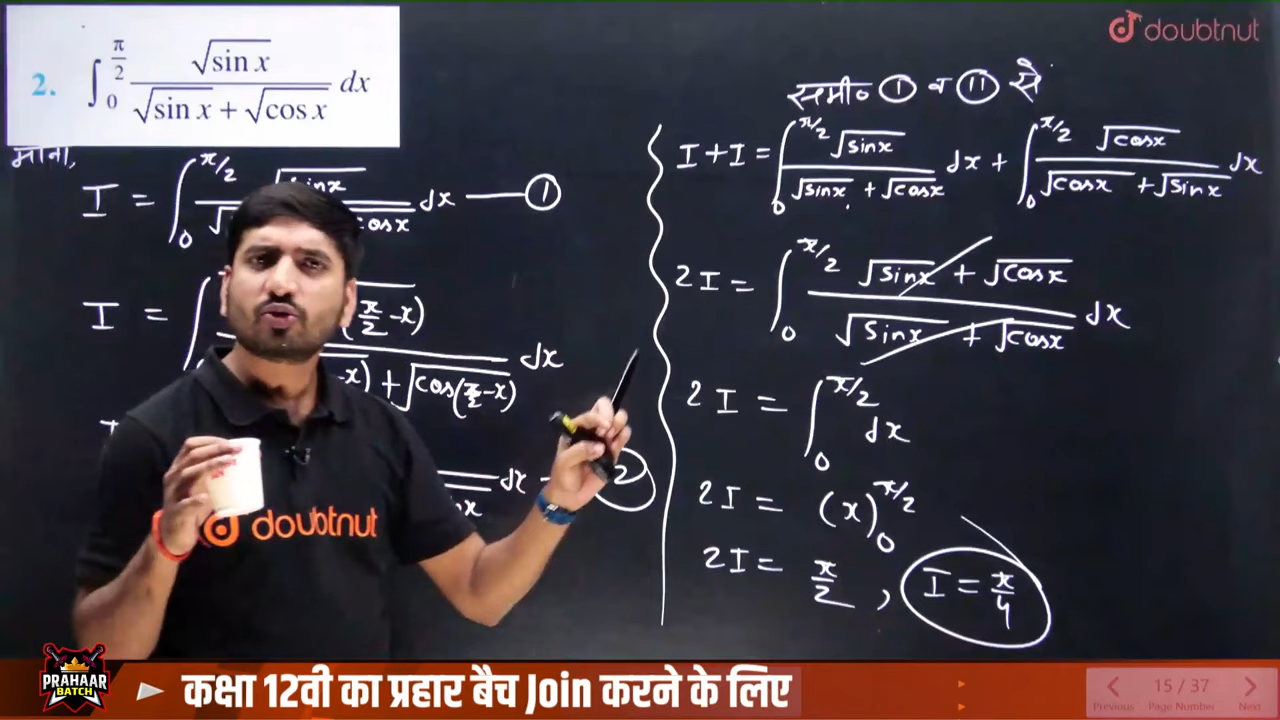 doubtnut
2. ∫₀^{π/2} √sin x / (√sin x + √cos x) dx
माना,
I = ∫₀^{π/2} √sinx / cosx dx — ①
I = ∫ (π/2 -x) / -x) + √cos(π/2-x) dx
dx - 2
समी० ① व ⑪ से
I + I = ∫₀^{π/2} √sinx / (√sinx + √cosx) dx + ∫₀^{π/2} √cosx / (√cosx + √sinx) dx
2I = ∫₀^{π/2} (√sinx + √cosx) / (√sinx + √cosx) dx
2I = ∫₀^{π/2} dx
2I = (x)₀^{π/2}
2I = π/2 , I = π/4
doubtnut
PRAHAAR
BATCH
कक्षा 12वी का प्रहार बैच Join करने के लिए
15 / 37
Previous Page Number Next